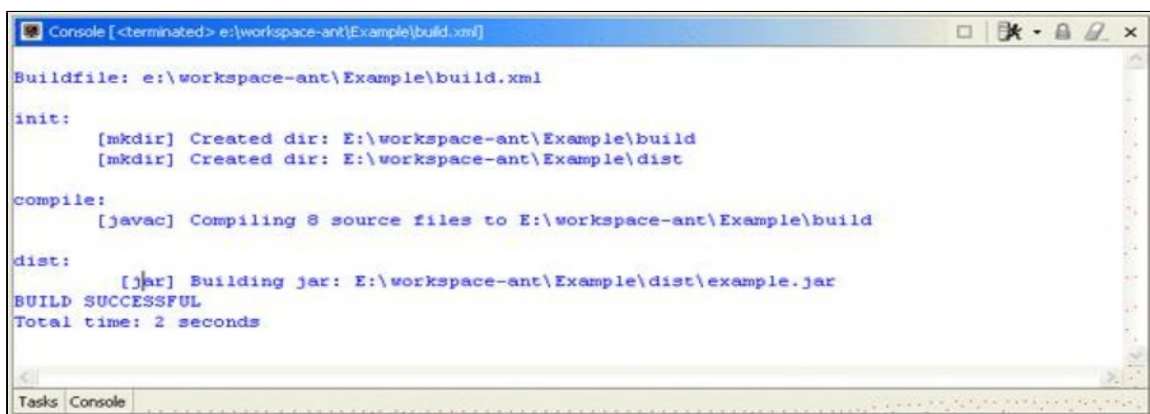 Console [<terminated> e:\workspace-ant\Example\build.xml]
Buildfile: e:\workspace-ant\Example\build.xml
init:
[mkdir] Created dir: E:\workspace-ant\Example\build
[mkdir] Created dir: E:\workspace-ant\Example\dist
compile:
[javac] Compiling 8 source files to E:\workspace-ant\Example\build
dist:
[jar] Building jar: E:\workspace-ant\Example\dist\example.jar
BUILD SUCCESSFUL
Total time: 2 seconds
Tasks Console